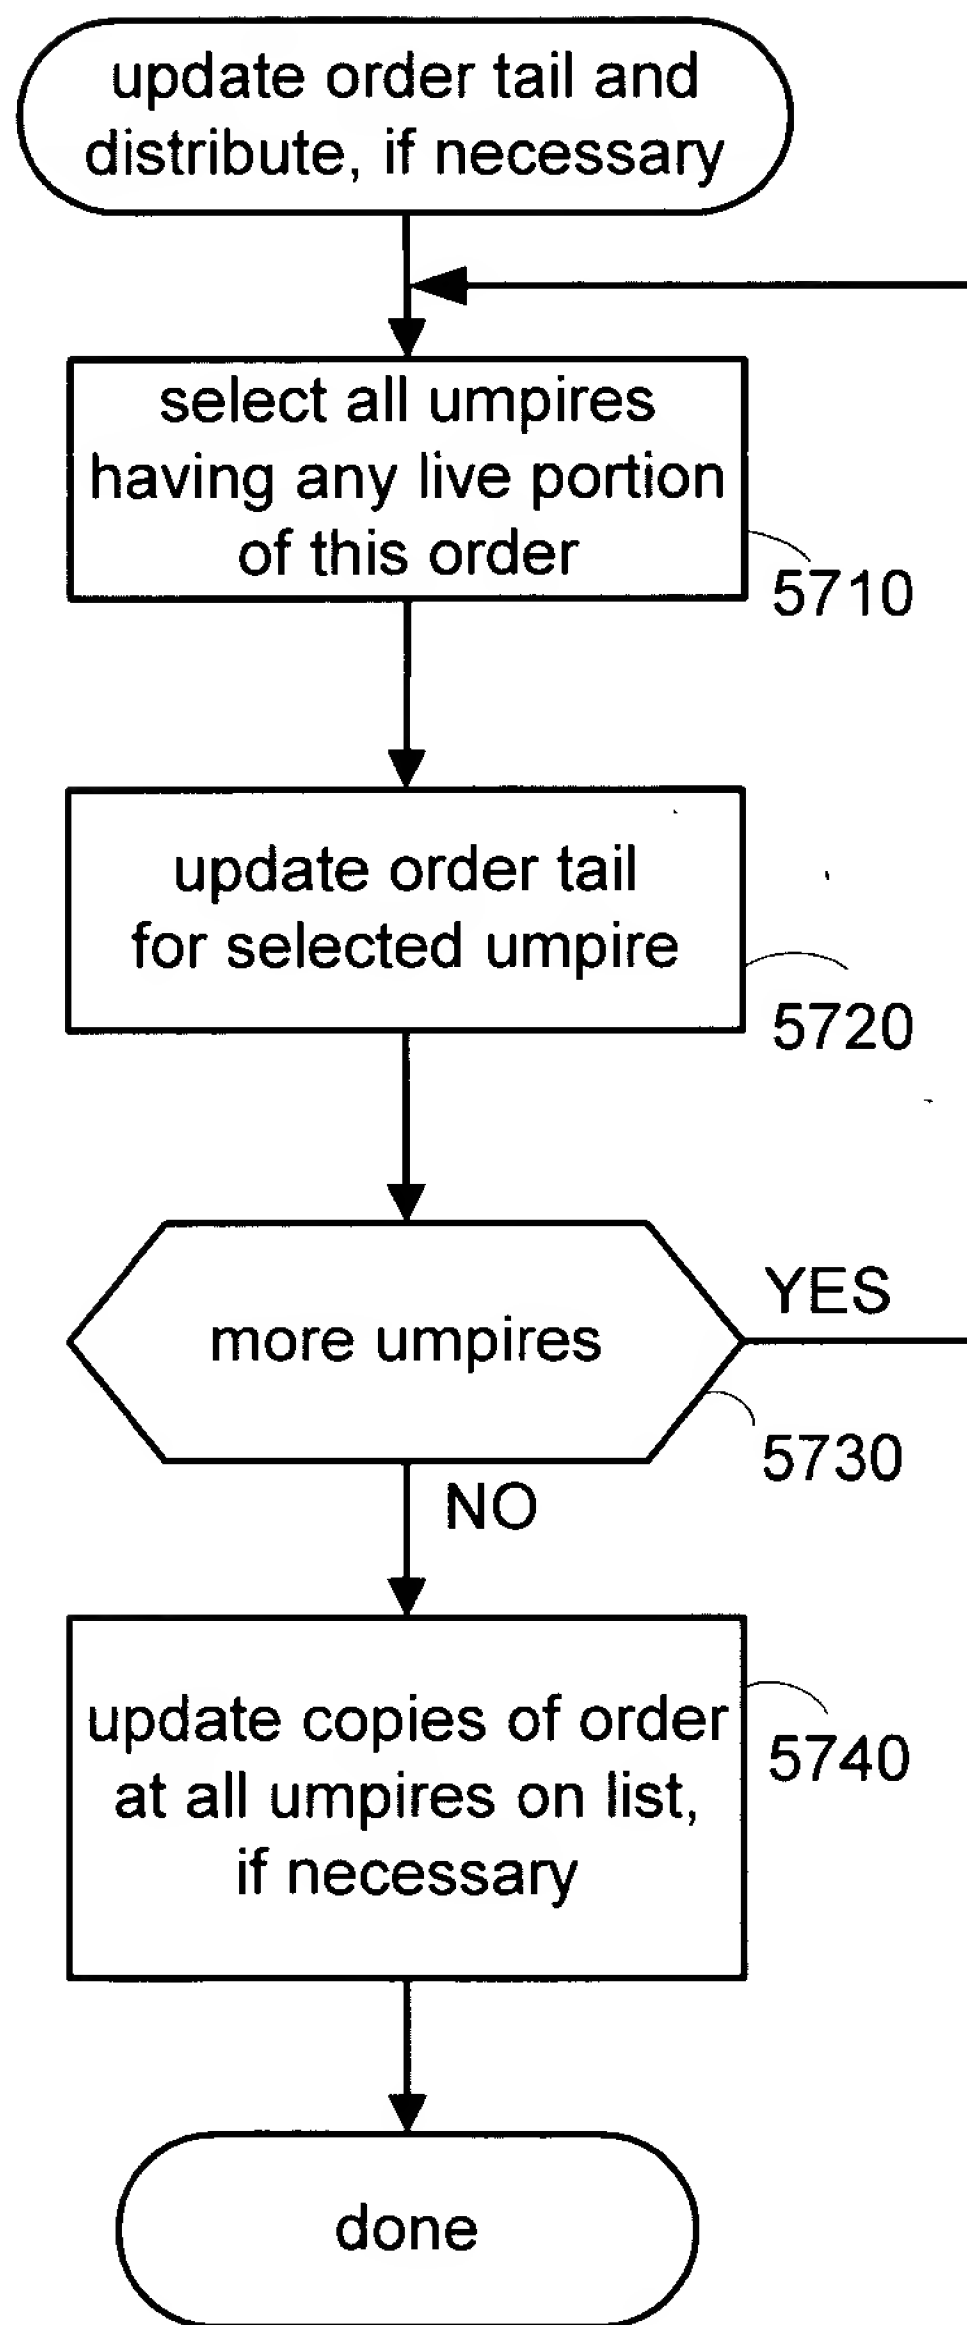 update order tail and
distribute, if necessary
select all umpires
having any live portion
of this order
5710
update order tail
for selected umpire
5720
more umpires
YES
5730
NO
update copies of order
at all umpires on list,
if necessary
5740
done